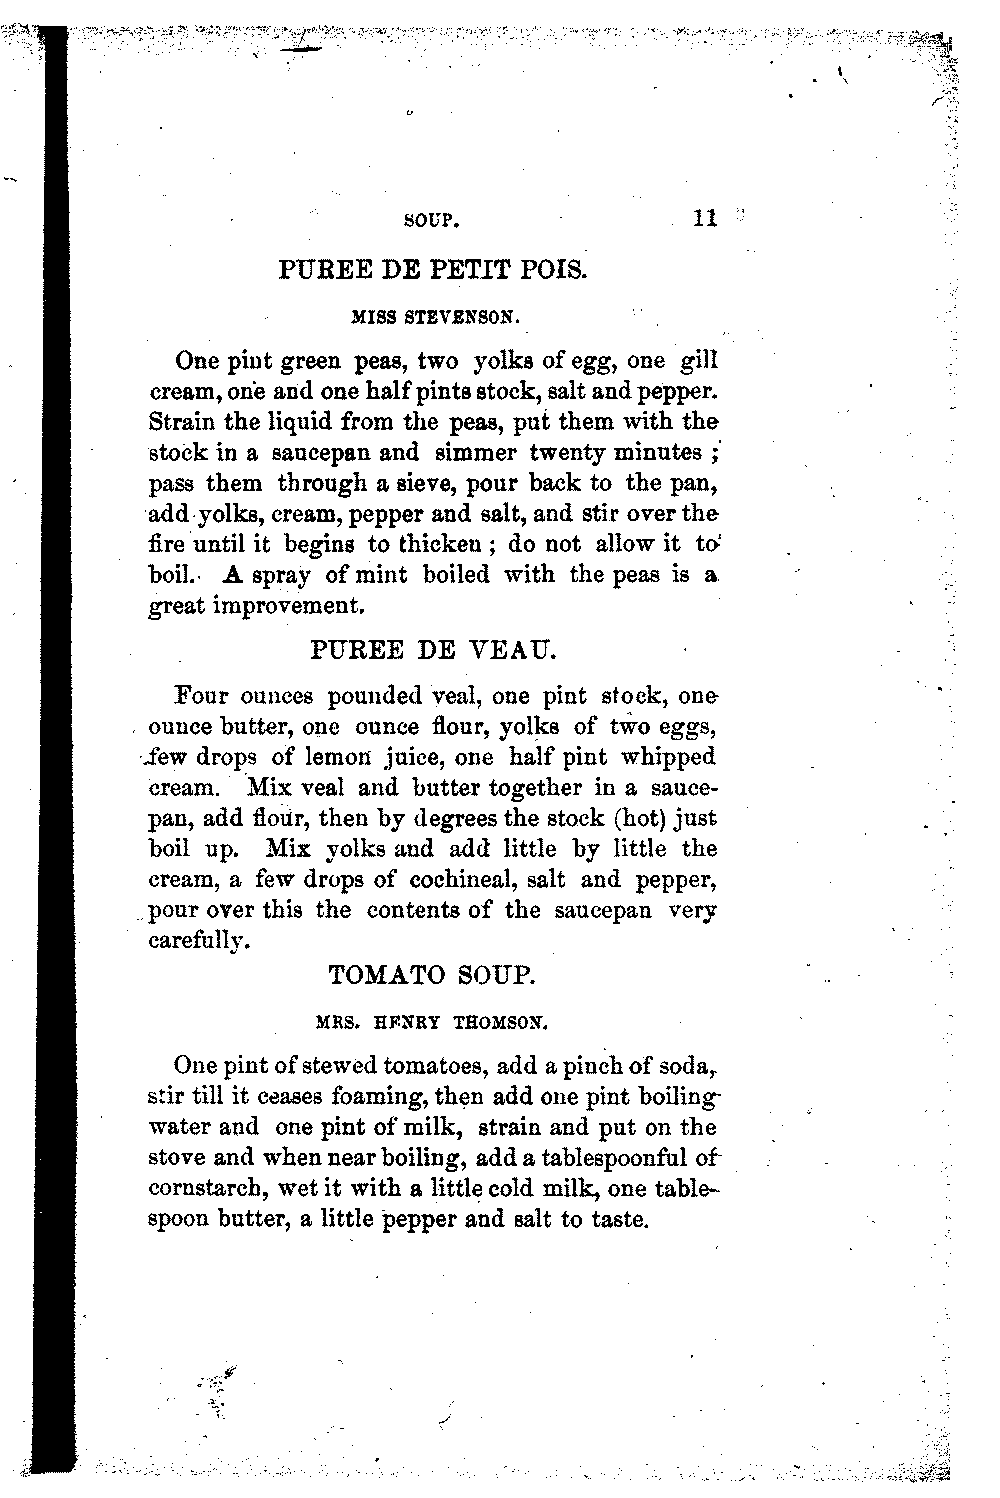 SOUP. 11
PUREE DE PETIT POIS.
MISS STEVENSON.
One pint green peas, two yolks of egg, one gill
cream, one and one half pints stock, salt and pepper.
Strain the liquid from the peas, put them with the
stock in a saucepan and simmer twenty minutes ;
pass them through a sieve, pour back to the pan,
add yolks, cream, pepper and salt, and stir over the
fire until it begins to thicken ; do not allow it to
boil. A spray of mint boiled with the peas is a
great improvement.
PUREE DE VEAU.
Four ounces pounded veal, one pint stock, one
ounce butter, one ounce flour, yolks of two eggs,
few drops of lemon juice, one half pint whipped
cream. Mix veal and butter together in a sauce-
pan, add flour, then by degrees the stock (hot) just
boil up. Mix yolks and add little by little the
cream, a few drops of cochineal, salt and pepper,
pour over this the contents of the saucepan very
carefully.
TOMATO SOUP.
MRS. HENRY THOMSON.
One pint of stewed tomatoes, add a pinch of soda,
stir till it ceases foaming, then add one pint boiling
water and one pint of milk, strain and put on the
stove and when near boiling, add a tablespoonful of
cornstarch, wet it with a little cold milk, one table-
spoon butter, a little pepper and salt to taste.